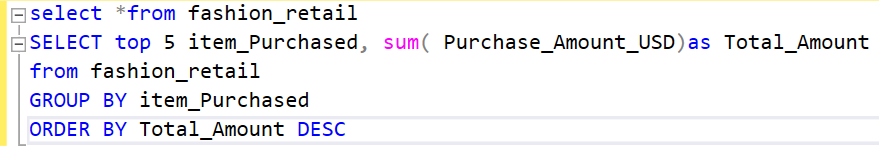 select *from fashion_retail
SELECT top 5 item_Purchased, sum( Purchase_Amount_USD)as Total_Amount
from fashion_retail
GROUP BY item_Purchased
ORDER BY Total_Amount DESC